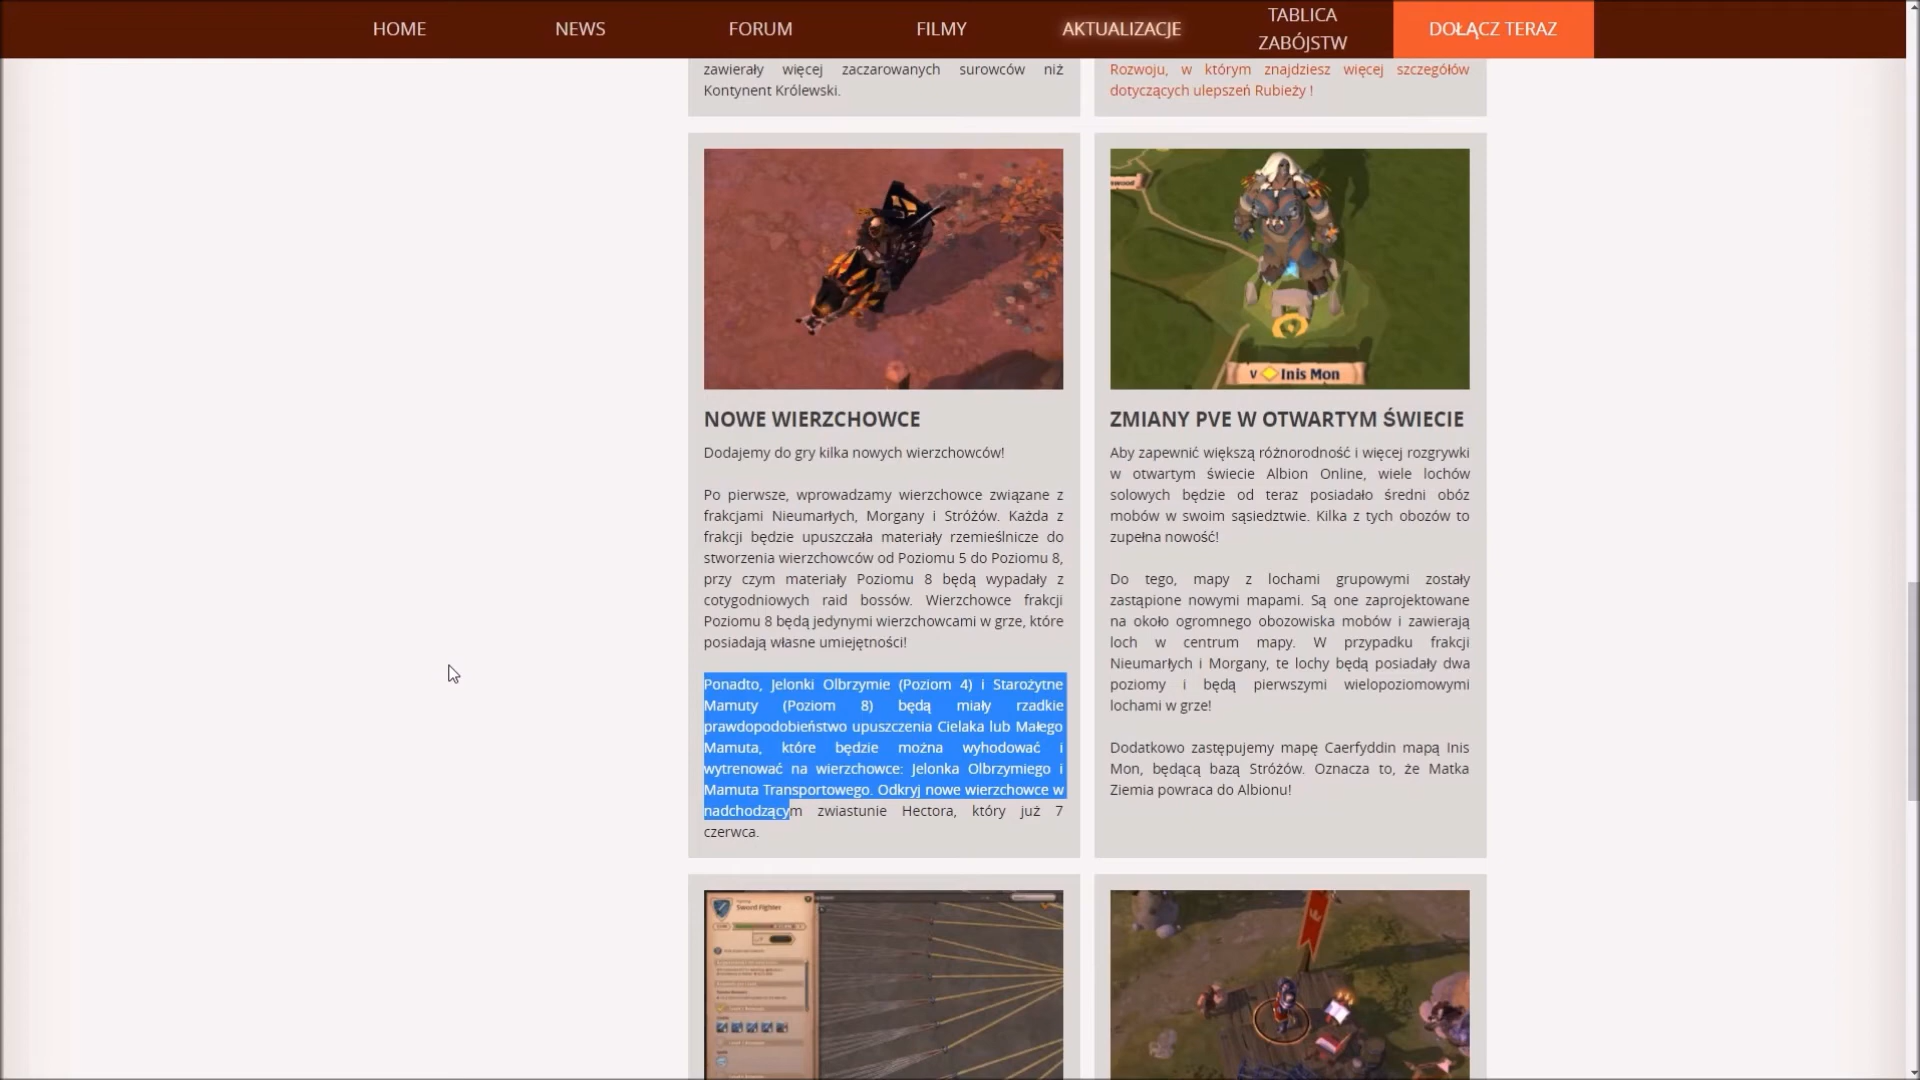 HOME
NEWS
FORUM
FILMY
AKTUALIZACJE
TABLICA
ZABÓJSTW
DOŁĄCZ TERAZ
zawierały więcej zaczarowanych surowców niż
Kontynent Królewski.
Rozwoju, w którym znajdziesz więcej szczegółów
dotyczących ulepszeń Rubieży !
V Inis Mon
NOWE WIERZCHOWCE
Dodajemy do gry kilka nowych wierzchowców!
Po pierwsze, wprowadzamy wierzchowce związane z
frakcjami Nieumarłych, Morgany i Stróżów. Każda z
frakcji będzie upuszczała materiały rzemieślnicze do
stworzenia wierzchowców od Poziomu 5 do Poziomu 8,
przy czym materiały Poziomu 8 będą wypadały z
cotygodniowych raid bossów. Wierzchowce frakcji
Poziomu 8 będą jedynymi wierzchowcami w grze, które
posiadają własne umiejętności!
Ponadto, Jelonki Olbrzymie (Poziom 4) i Starożytne
Mamuty (Poziom 8) będą miały rzadkie
prawdopodobieństwo upuszczenia Cielaka lub Małego
Mamuta, które będzie można wyhodować i
wytrenować na wierzchowce: Jelonka Olbrzymiego i
Mamuta Transportowego. Odkryj nowe wierzchowce w
nadchodzącym zwiastunie Hectora, który już 7
czerwca.
ZMIANY PVE W OTWARTYM ŚWIECIE
Aby zapewnić większą różnorodność i więcej rozgrywki
w otwartym świecie Albion Online, wiele lochów
solowych będzie od teraz posiadało średni obóz
mobów w swoim sąsiedztwie. Kilka z tych obozów to
zupełna nowość!
Do tego, mapy z lochami grupowymi zostały
zastąpione nowymi mapami. Są one zaprojektowane
na około ogromnego obozowiska mobów i zawierają
loch w centrum mapy. W przypadku frakcji
Nieumarłych i Morgany, te lochy będą posiadały dwa
poziomy i będą pierwszymi wielopoziomowymi
lochami w grze!
Dodatkowo zastępujemy mapę Caerfyddin mapą Inis
Mon, będącą bazą Stróżów. Oznacza to, że Matka
Ziemia powraca do Albionu!
Sword Fighter